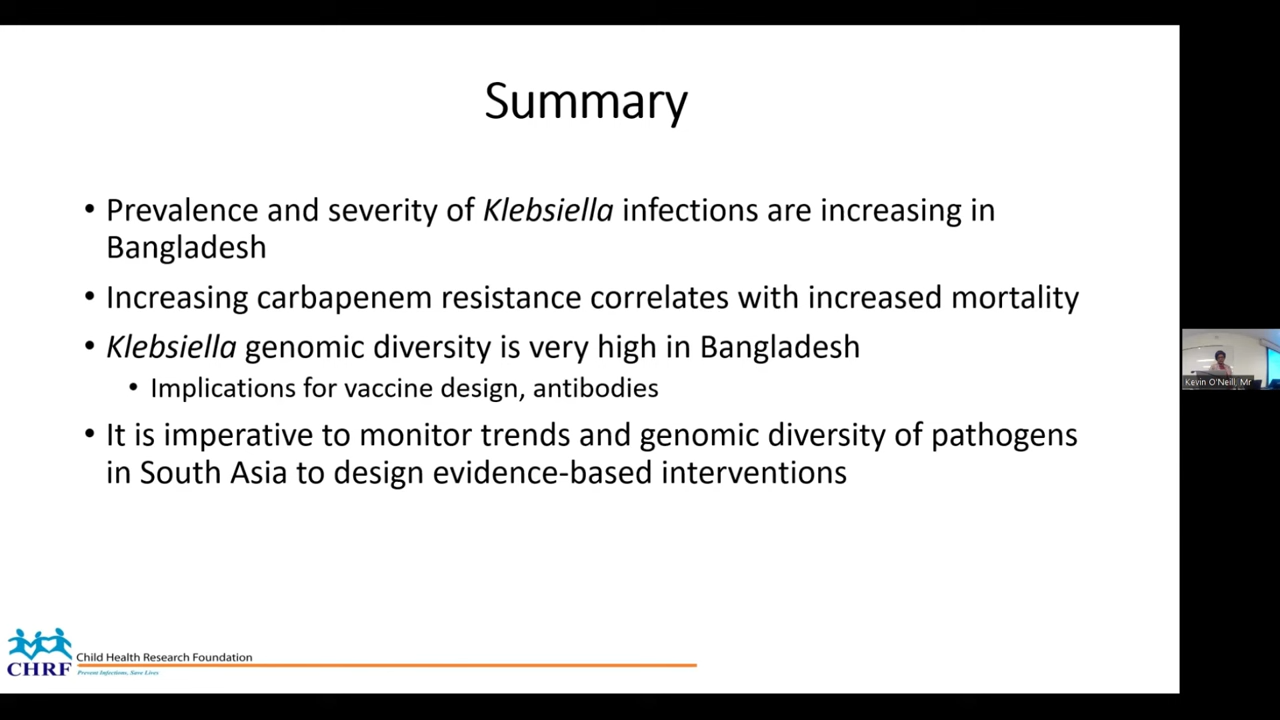 Summary
• Prevalence and severity of Klebsiella infections are increasing in
Bangladesh
• Increasing carbapenem resistance correlates with increased mortality
• Klebsiella genomic diversity is very high in Bangladesh
• Implications for vaccine design, antibodies
• It is imperative to monitor trends and genomic diversity of pathogens
in South Asia to design evidence-based interventions
Kevin O'Neill, Mr
CHRF
Child Health Research Foundation
Prevent Infections, Save Lives